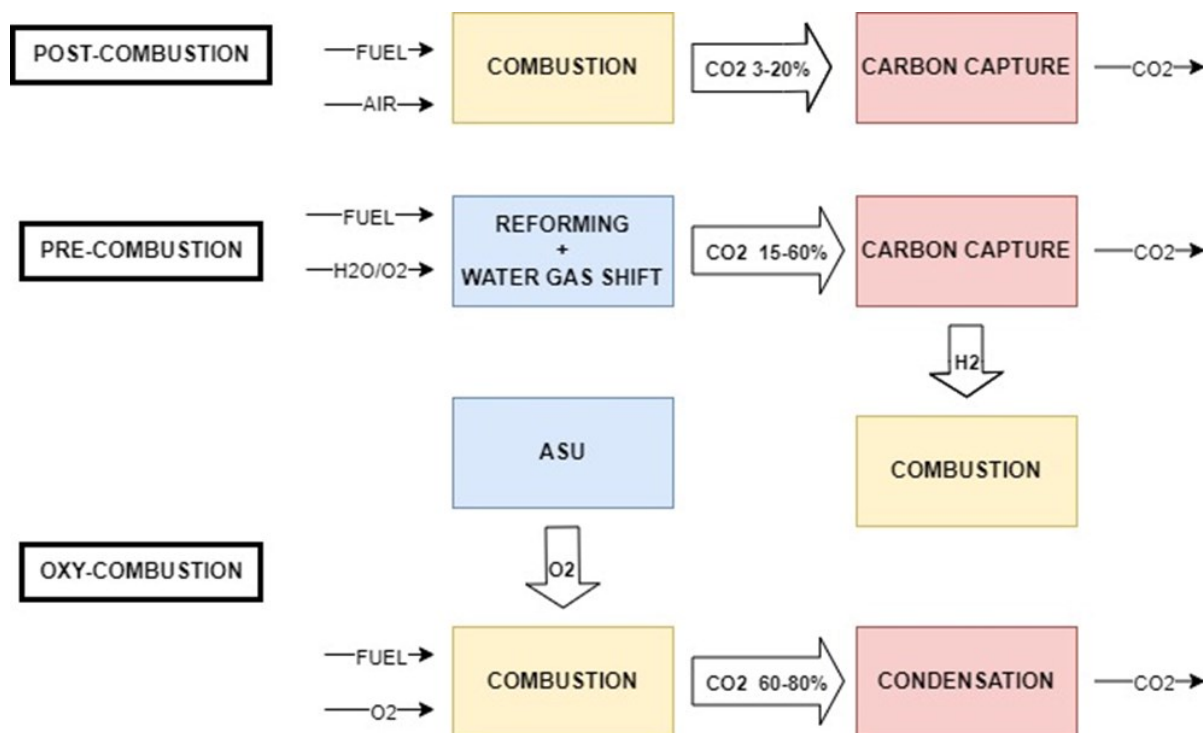 POST-COMBUSTION
FUEL
AIR
COMBUSTION
CO2 3-20%
CARBON CAPTURE
CO2
PRE-COMBUSTION
FUEL
H2O/O2
REFORMING
+
WATER GAS SHIFT
CO2 15-60%
CARBON CAPTURE
CO2
H2
COMBUSTION
OXY-COMBUSTION
ASU
O2
FUEL
O2
COMBUSTION
CO2 60-80%
CONDENSATION
CO2